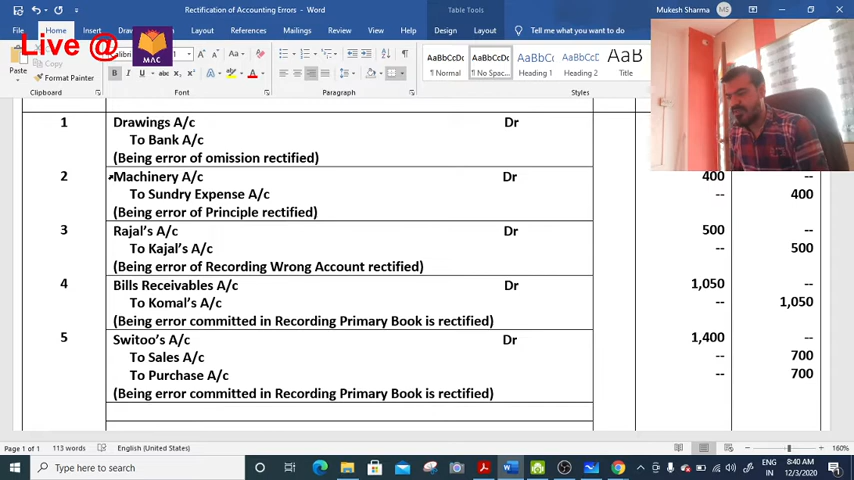 Rectification of Accounting Errors - Word
Table Tools
Mukesh Sharma
MS
File
Home
Insert
References
Mailings
Review
View
Help
Design
Layout
Tell me what you want to do
Live @
MAC
Paste
Copy
Format Painter
Clipboard
Font
Paragraph
Styles
AaBbCc
Normal
AaBbCc
No Spac...
AaBbC
Heading 1
AaBbCc
Heading 2
AaB
Title
1 Drawings A/c Dr
To Bank A/c
(Being error of omission rectified)
2 Machinery A/c Dr 400 --
To Sundry Expense A/c -- 400
(Being error of Principle rectified)
3 Rajal's A/c Dr 500 --
To Kajal's A/c -- 500
(Being error of Recording Wrong Account rectified)
4 Bills Receivables A/c Dr 1,050 --
To Komal's A/c -- 1,050
(Being error committed in Recording Primary Book is rectified)
5 Switoo's A/c Dr 1,400 --
To Sales A/c -- 700
To Purchase A/c -- 700
(Being error committed in Recording Primary Book is rectified)
Page 1 of 1 113 words English (United States) 160%
Type here to search
ENG
IN
8:40 AM
12/3/2020